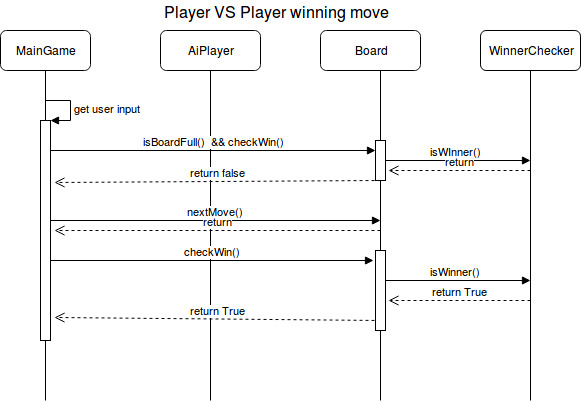 Player VS Player winning move
MainGame
AiPlayer
Board
WinnerChecker
get user input
isBoardFull() && checkWin()
isWInner()
return
return false
nextMove()
return
checkWin()
isWinner()
return True
return True